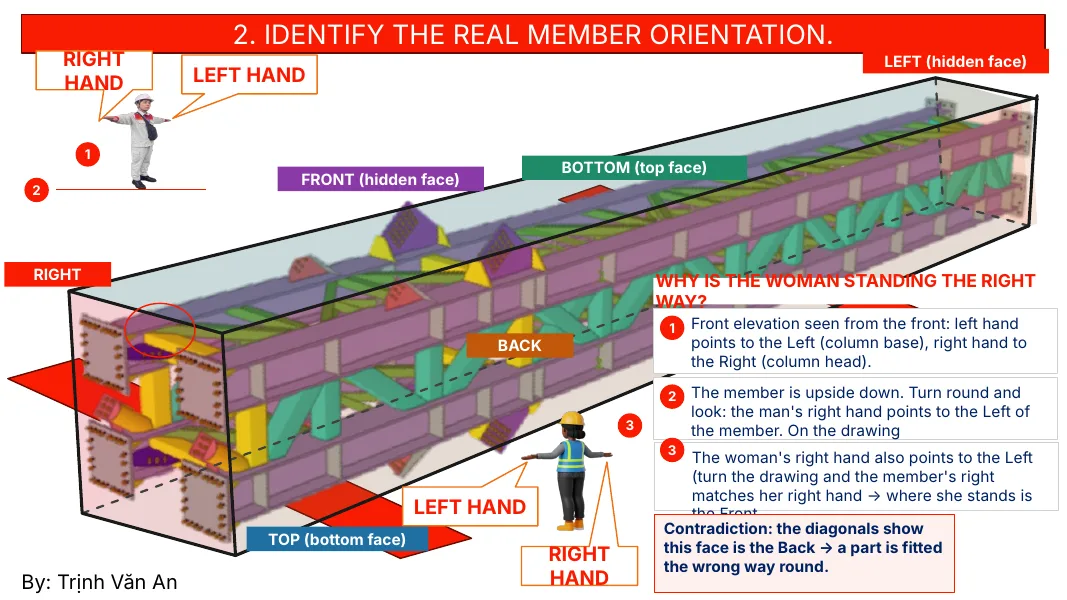 2. IDENTIFY THE REAL MEMBER ORIENTATION.
RIGHT
HAND
LEFT HAND
LEFT (hidden face)
1
2
FRONT (hidden face)
BOTTOM (top face)
RIGHT
BACK
WHY IS THE WOMAN STANDING THE RIGHT
WAY?
1
Front elevation seen from the front: left hand
points to the Left (column base), right hand to
the Right (column head).
2
The member is upside down. Turn round and
look: the man's right hand points to the Left of
the member. On the drawing
3
The woman's right hand also points to the Left
(turn the drawing and the member's right
matches her right hand → where she stands is
the Front
Contradiction: the diagonals show
this face is the Back → a part is fitted
the wrong way round.
3
LEFT HAND
RIGHT
HAND
TOP (bottom face)
By: Trịnh Văn An